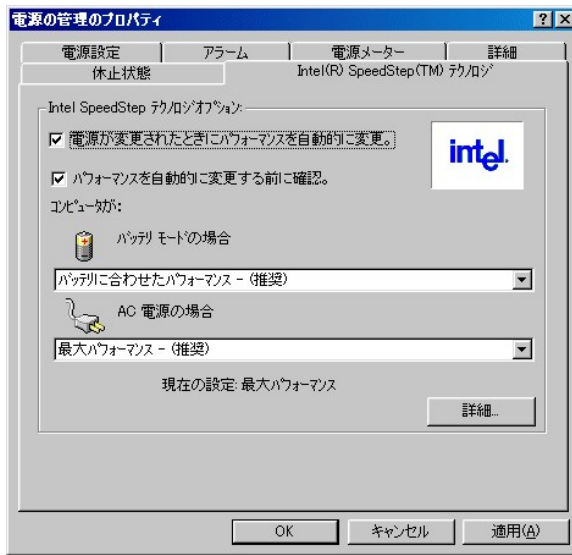 電源の管理のプロパティ
電源設定 アラーム 電源メーター 詳細
休止状態 Intel(R) SpeedStep(TM) テクノロジ
Intel SpeedStep テクノロジ オプション:
電源が変更されたときにパフォーマンスを自動的に変更。
パフォーマンスを自動的に変更する前に確認。
intel.
コンピュータが:
バッテリ モードの場合
バッテリに合わせたパフォーマンス - (推奨)
AC 電源の場合
最大パフォーマンス - (推奨)
現在の設定: 最大パフォーマンス
詳細...
OK キャンセル 適用(A)